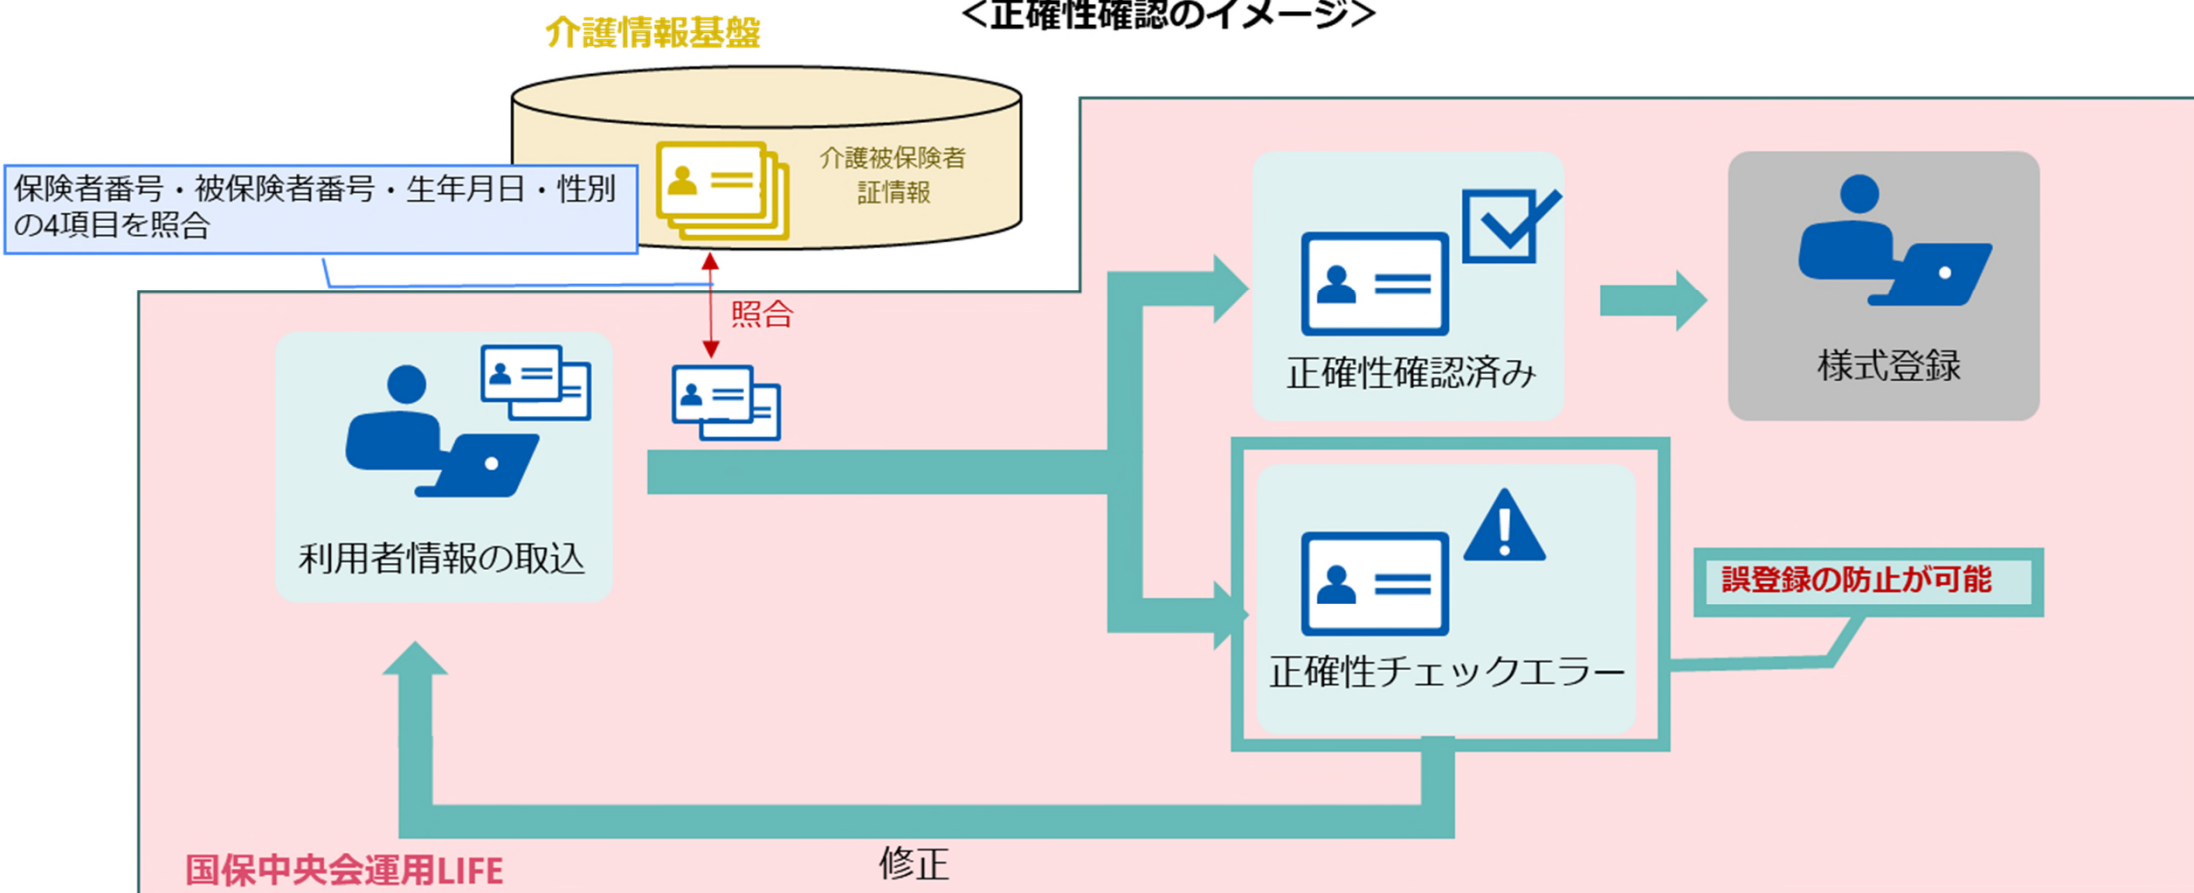 <正確性確認のイメージ>
介護情報基盤
介護被保険者
証情報
保険者番号・被保険者番号・生年月日・性別
の4項目を照合
照合
利用者情報の取込
正確性確認済み
様式登録
正確性チェックエラー
誤登録の防止が可能
修正
国保中央会運用LIFE